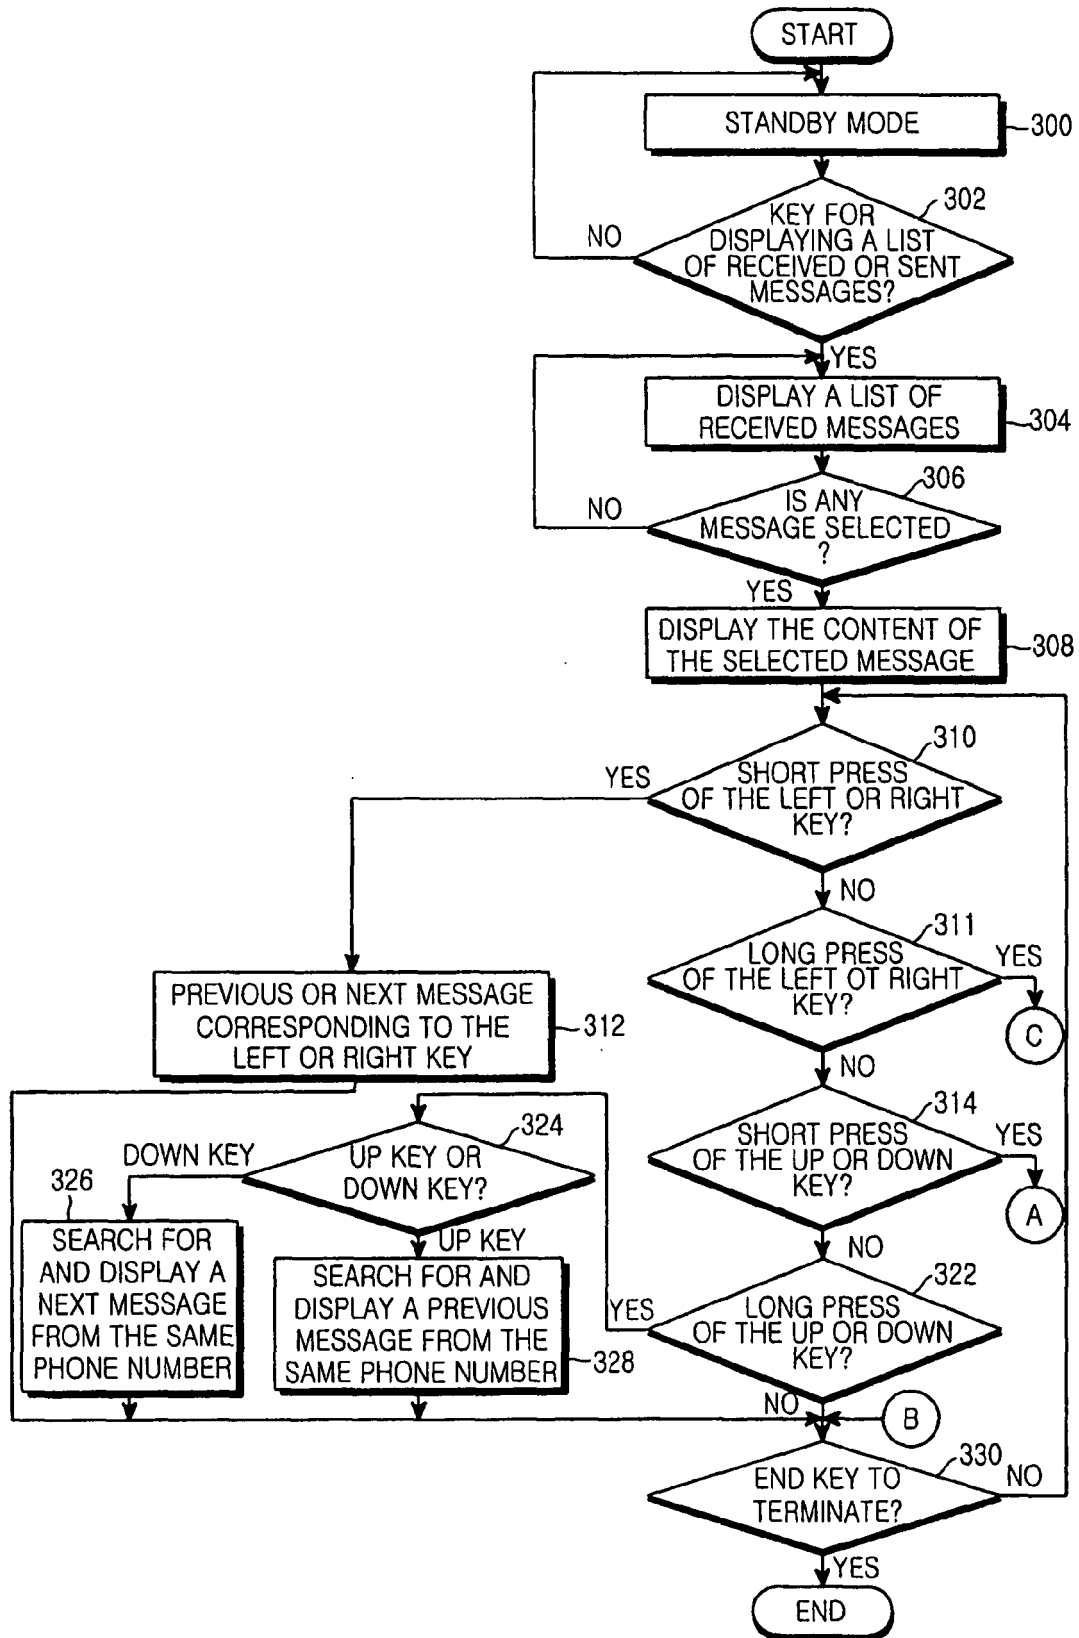 START
STANDBY MODE
300
302
KEY FOR
DISPLAYING A LIST
OF RECEIVED OR SENT
MESSAGES?
NO
YES
DISPLAY A LIST OF
RECEIVED MESSAGES
304
306
IS ANY
MESSAGE SELECTED
?
NO
YES
DISPLAY THE CONTENT OF
THE SELECTED MESSAGE
308
310
SHORT PRESS
OF THE LEFT OR RIGHT
KEY?
YES
NO
311
LONG PRESS
OF THE LEFT OT RIGHT
KEY?
YES
C
NO
PREVIOUS OR NEXT MESSAGE
CORRESPONDING TO THE
LEFT OR RIGHT KEY
312
314
SHORT PRESS
OF THE UP OR DOWN
KEY?
YES
A
NO
324
UP KEY OR
DOWN KEY?
DOWN KEY
UP KEY
326
SEARCH FOR
AND DISPLAY A
NEXT MESSAGE
FROM THE SAME
PHONE NUMBER
SEARCH FOR AND
DISPLAY A PREVIOUS
MESSAGE FROM THE
SAME PHONE NUMBER
328
322
LONG PRESS
OF THE UP OR DOWN
KEY?
YES
NO
B
330
END KEY TO
TERMINATE?
NO
YES
END